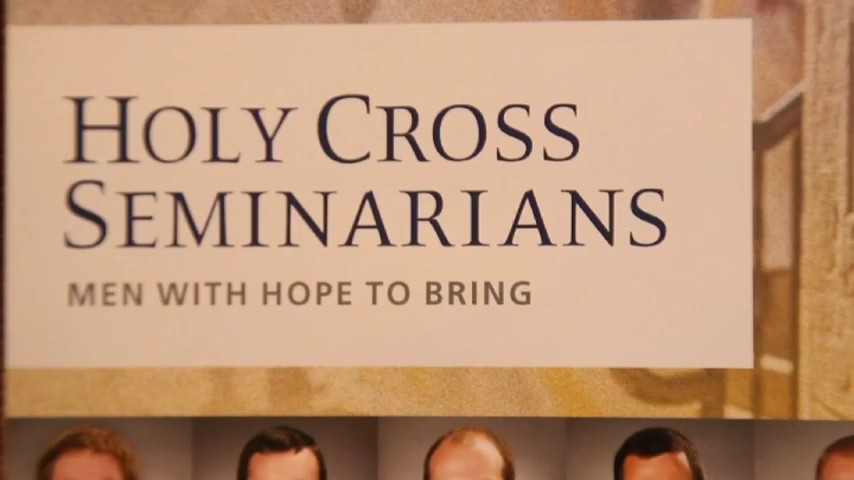 HOLY CROSS
SEMINARIANS
MEN WITH HOPE TO BRING